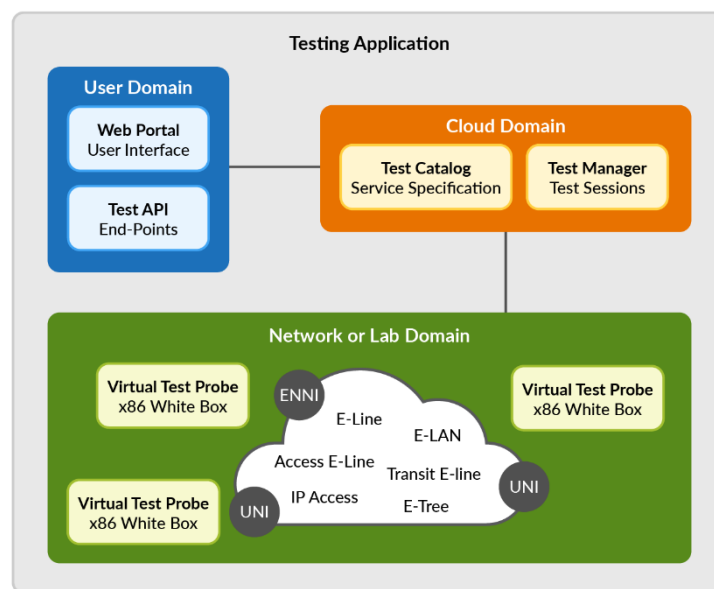 Testing Application
User Domain
Web Portal
User Interface
Test API
End-Points
Cloud Domain
Test Catalog
Service Specification
Test Manager
Test Sessions
Network or Lab Domain
Virtual Test Probe
x86 White Box
ENNI
Virtual Test Probe
x86 White Box
E-Line
E-LAN
Access E-Line
Transit E-line
IP Access
E-Tree
UNI
Virtual Test Probe
x86 White Box
UNI